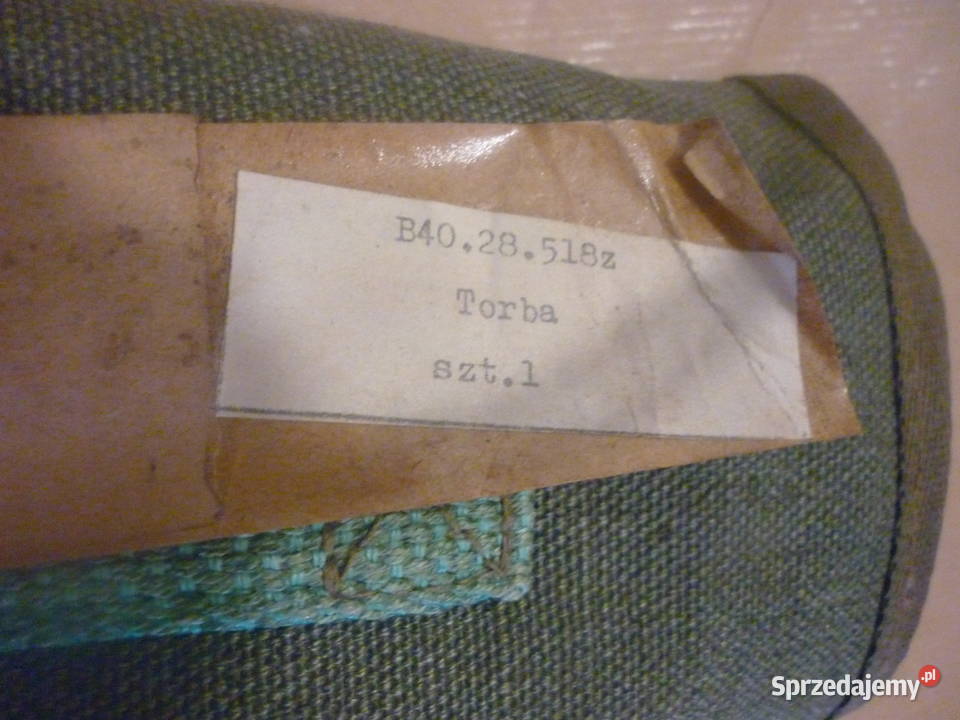 B40.28.518z
Torba
szt.1
Sprzedajemy.pl